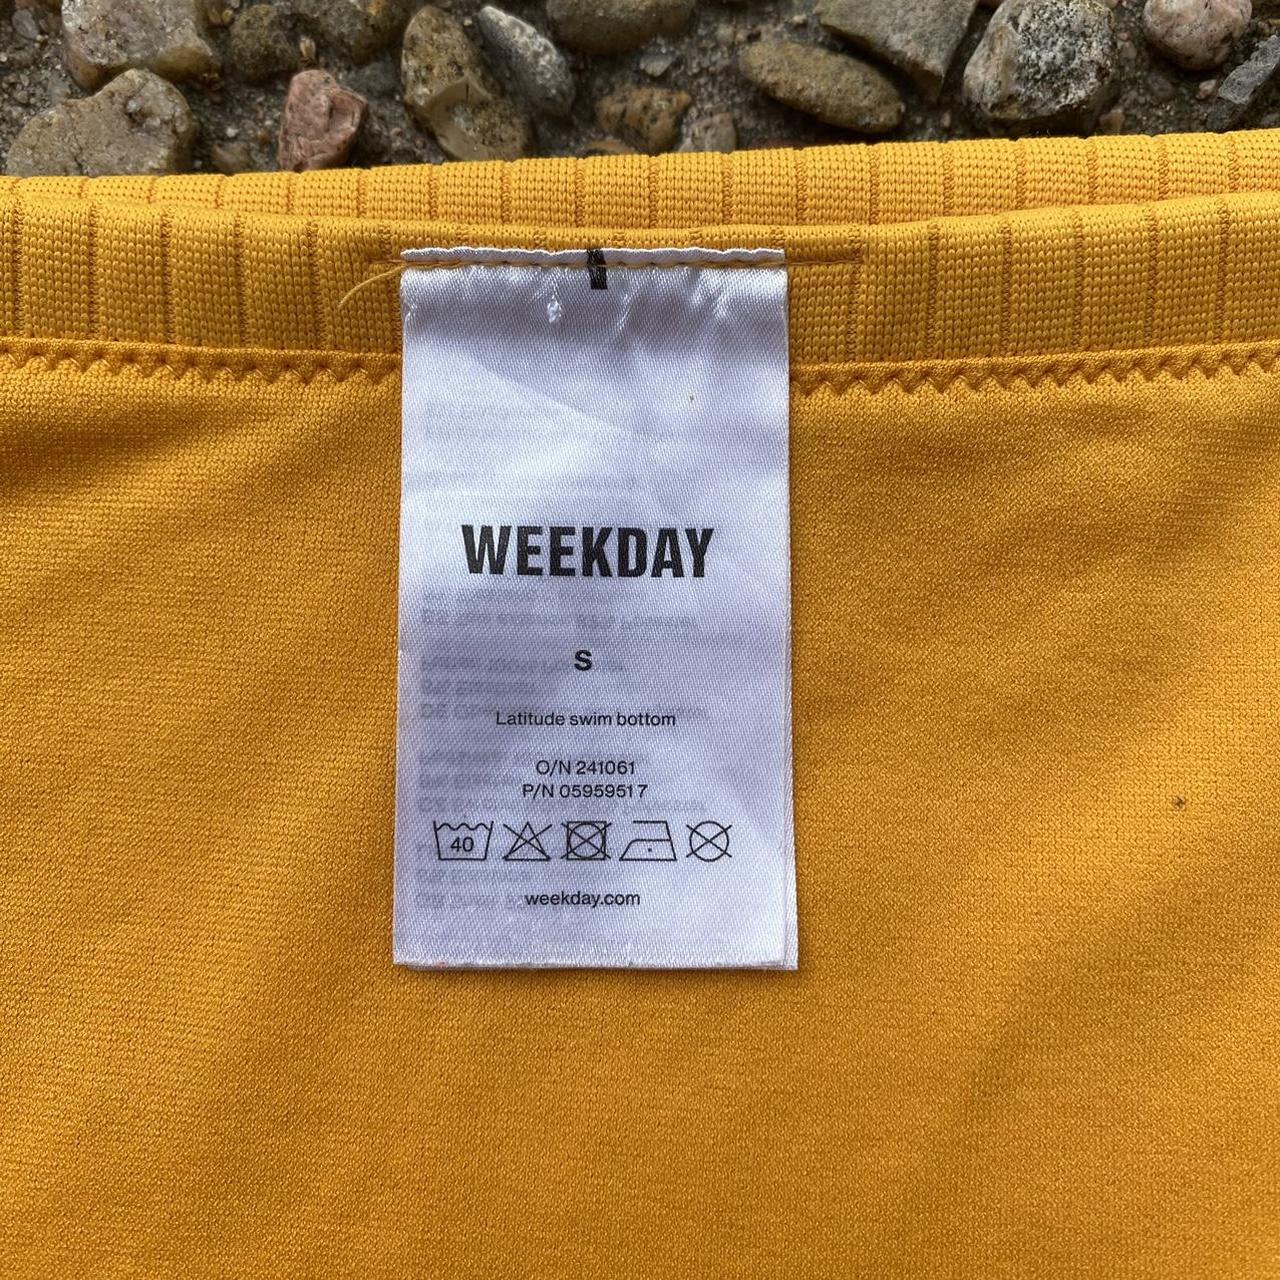 WEEKDAY
S
Latitude swim bottom
O/N 241061
P/N 05959517
40
weekday.com